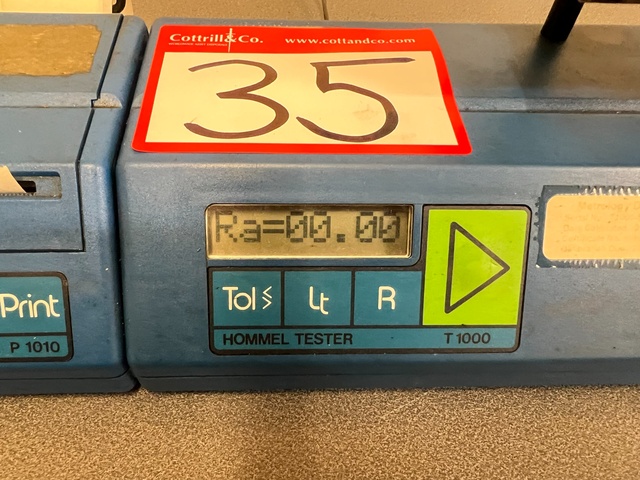 Cottrill&Co.
www.cottandco.com
35
Ra=00.00
Tol
Lt
R
HOMMEL TESTER
T1000
Print
P 1010